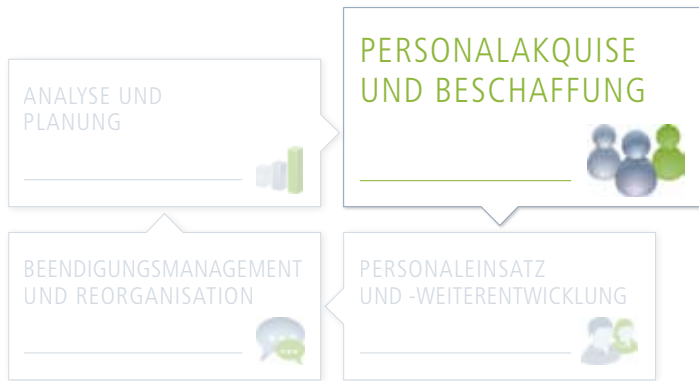 ANALYSE UND
PLANUNG
PERSONALAKQUISE
UND BESCHAFFUNG
BEENDIGUNGSMANAGEMENT
UND REORGANISATION
PERSONALEINSATZ
UND -WEITERENTWICKLUNG